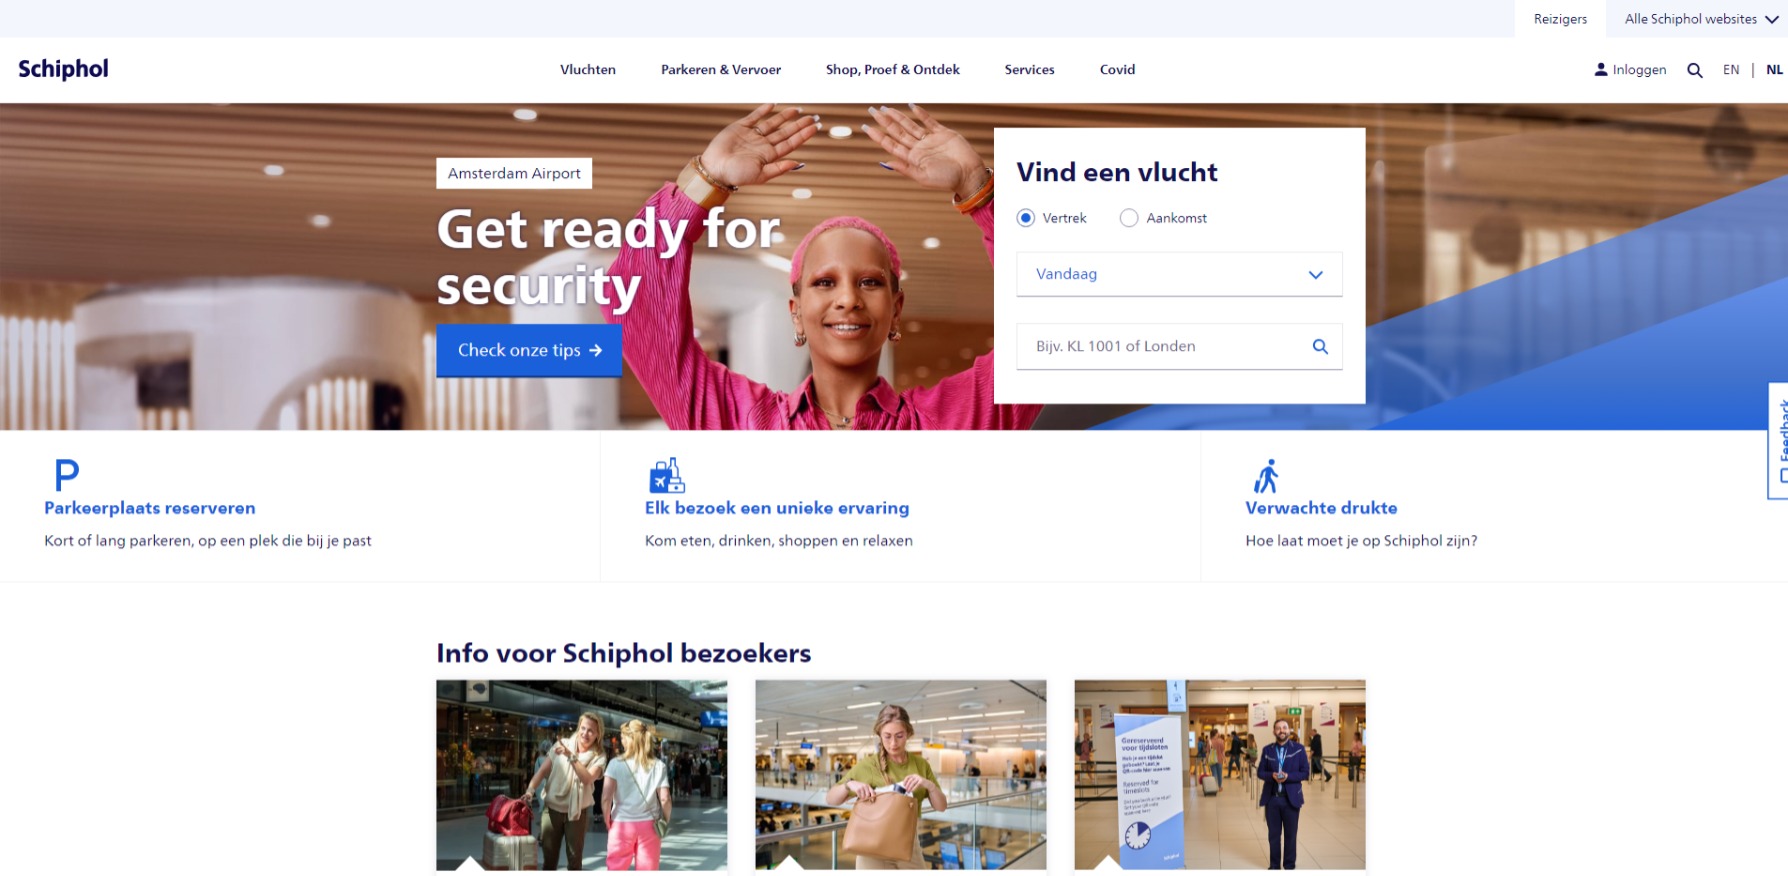 Reizigers
Alle Schiphol websites
Schiphol
Vluchten
Parkeren & Vervoer
Shop, Proef & Ontdek
Services
Covid
Inloggen
EN | NL
Amsterdam Airport
Get ready for
security
Check onze tips
Vind een vlucht
Vertrek
Aankomst
Vandaag
Bijv. KL 1001 of Londen
Feedback
P
Parkeerplaats reserveren
Kort of lang parkeren, op een plek die bij je past
Elk bezoek een unieke ervaring
Kom eten, drinken, shoppen en relaxen
Verwachte drukte
Hoe laat moet je op Schiphol zijn?
Info voor Schiphol bezoekers
Gereserveerd
voor tijdsloten
Reserved for
timeslots